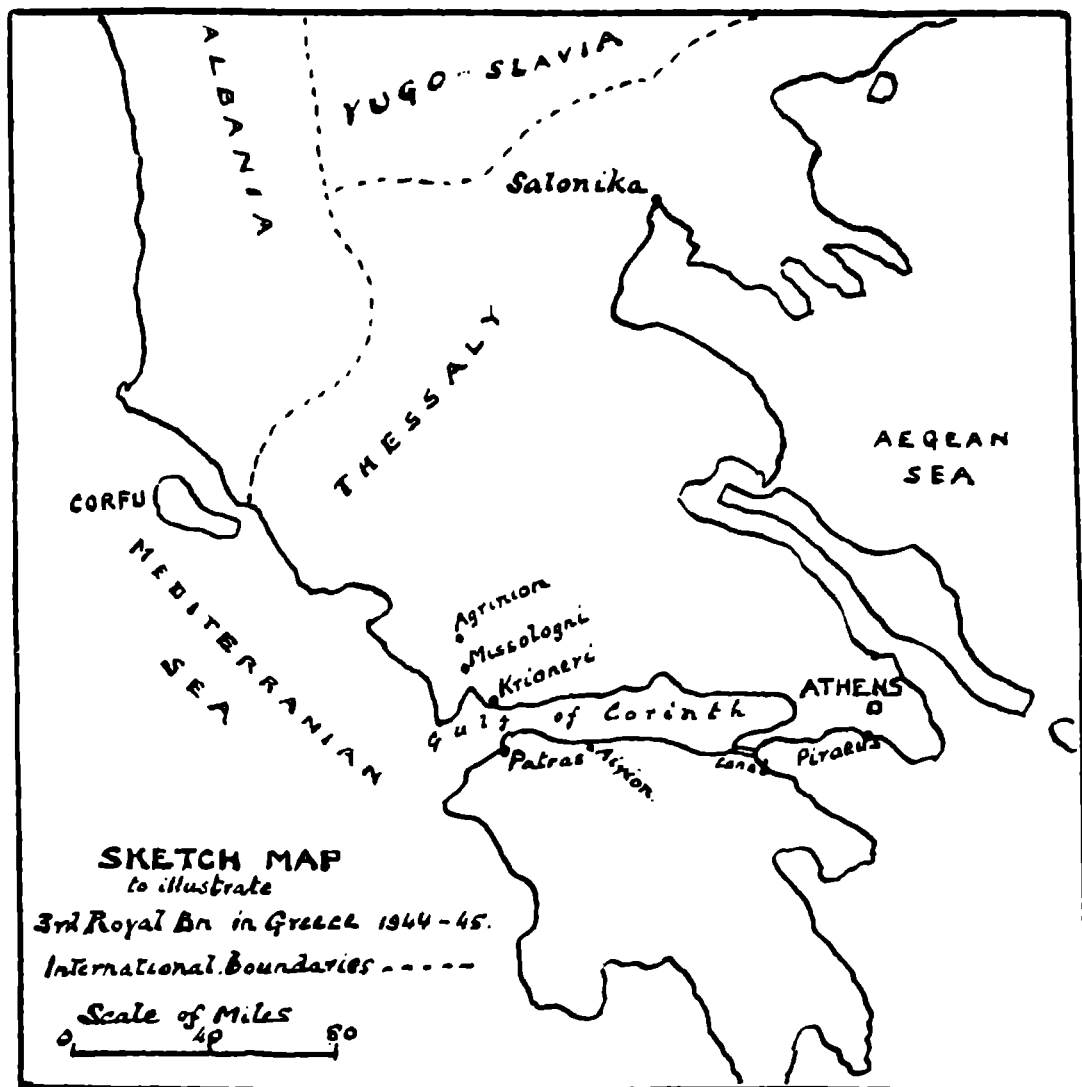 ALBANIA
YUGO-SLAVIA
Salonika
THESSALY
AEGEAN
SEA
CORFU
MEDITERRANIAN
SEA
Agrinion
Missologni
Krioneri
ATHENS
Gulf of Corinth
Patras
Canal
Piraeus
SKETCH MAP
to illustrate
3rd Royal Bn in Greece 1944-45.
International Boundaries ----
Scale of Miles
0 40 80